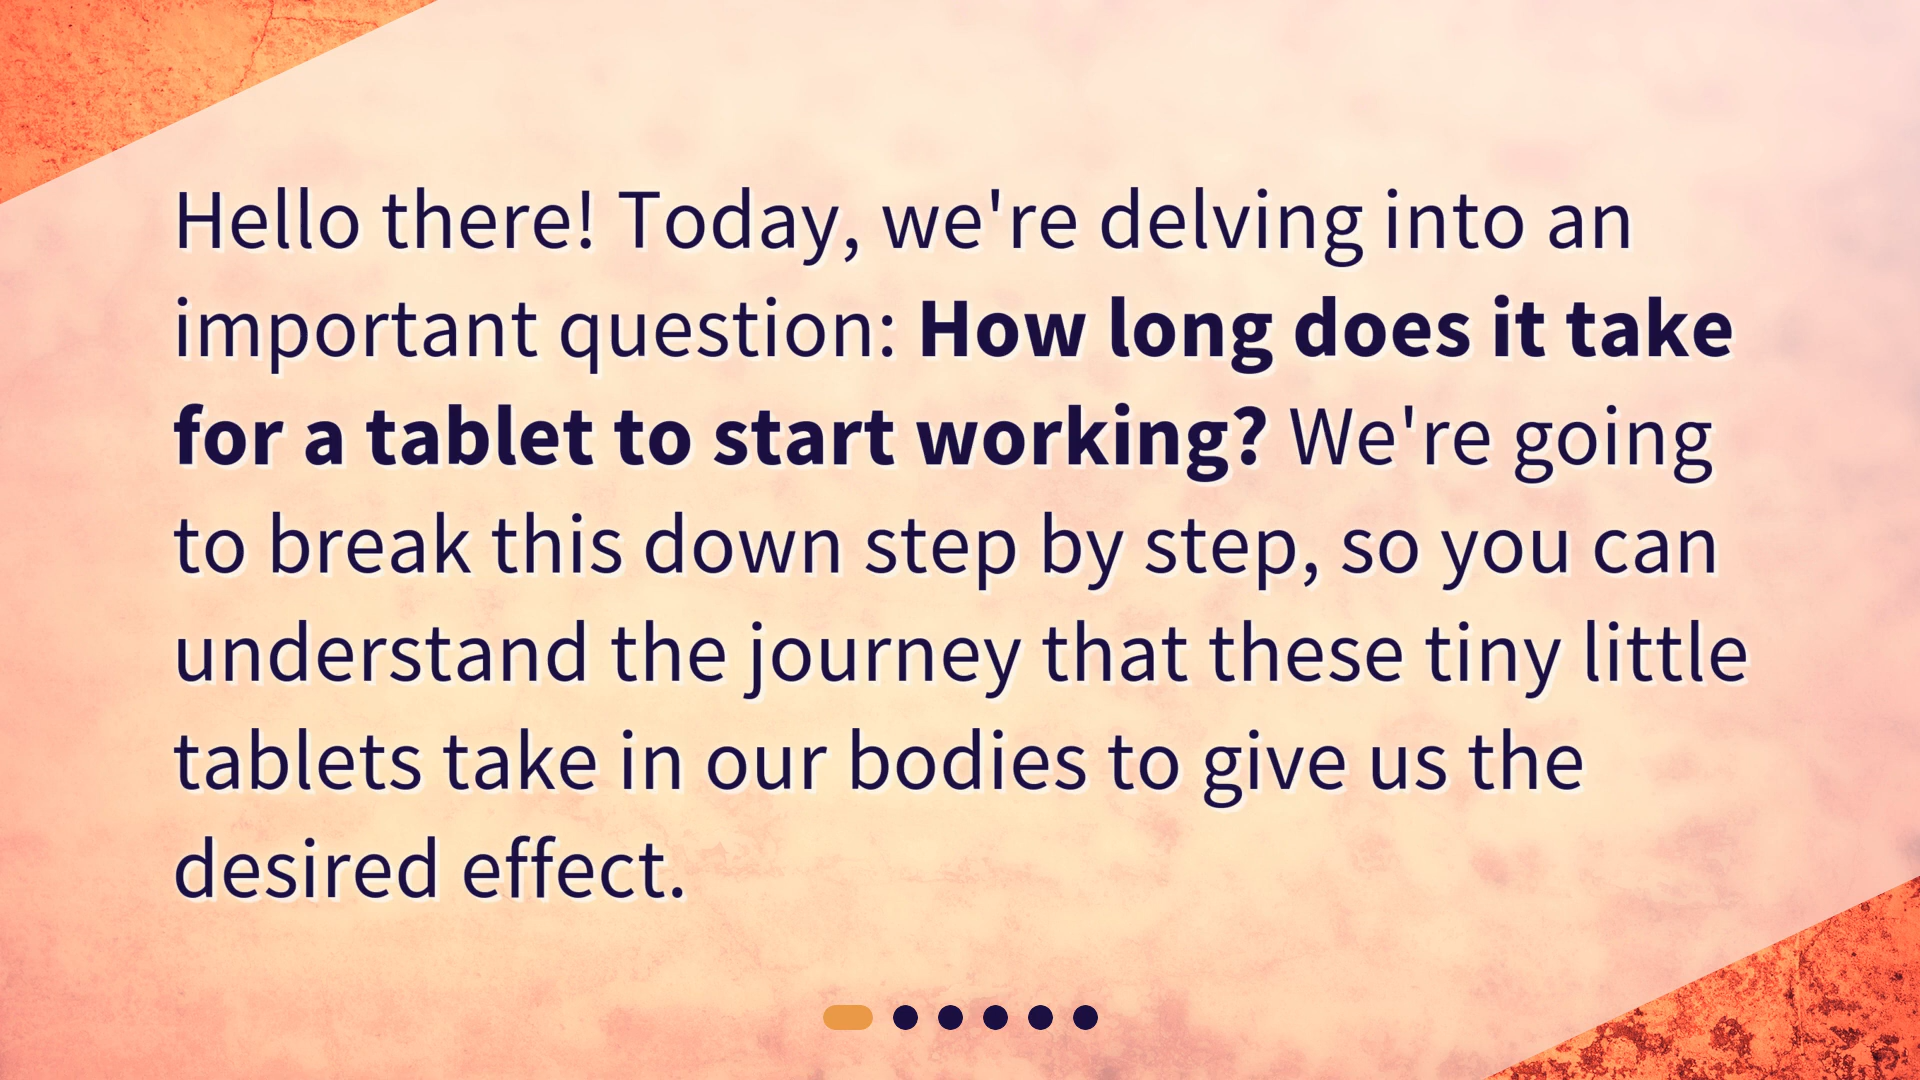 Hello there! Today, we're delving into an
important question: How long does it take
for a tablet to start working? We're going
to break this down step by step, so you can
understand the journey that these tiny little
tablets take in our bodies to give us the
desired effect.